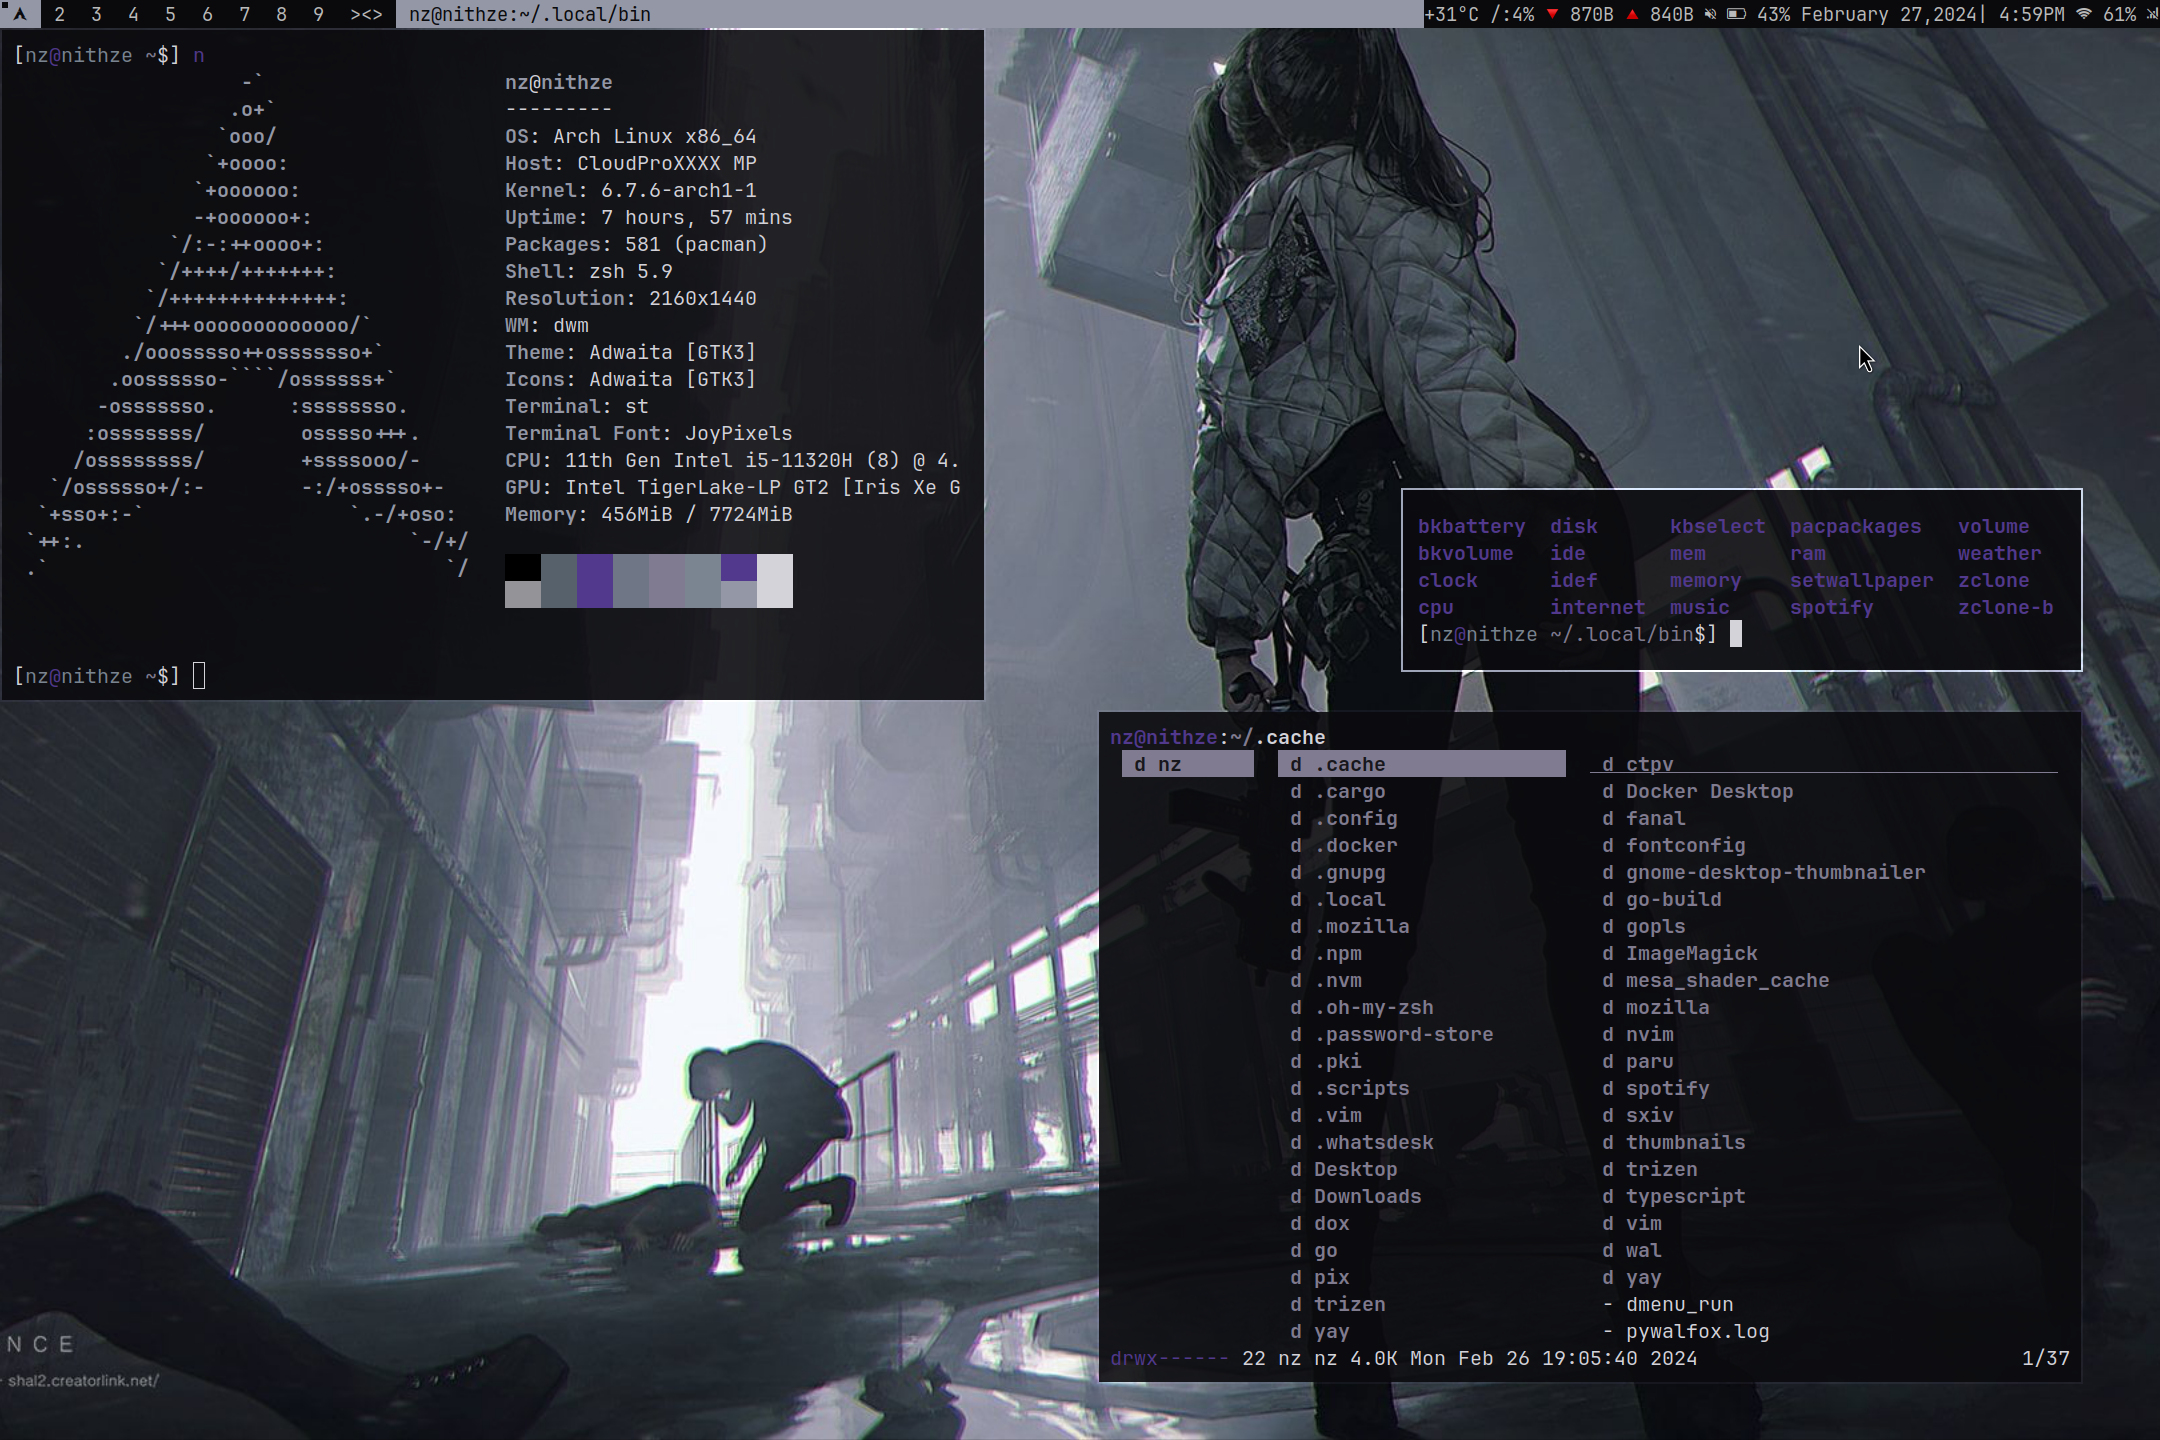 2 3 4 5 6 7 8 9 ><> nz@nithze:~/.local/bin +31°C /:4% 870B 840B 43% February 27,2024| 4:59PM 61%
[nz@nithze ~$] n
-`
.o+`
`ooo/
`+oooo:
`+oooooo:
-+oooooo+:
`/:-:++oooo+:
`/++++/+++++++:
`/++++++++++++++:
`/+++ooooooooooooo/`
./ooosssso++osssssso+`
.oossssso-````/ossssss+`
-osssssso. :ssssssso.
:osssssss/ osssso+++.
/ossssssss/ +ssssooo/-
`/ossssso+/:- -:/+osssso+-
`+sso+:-` `.-/+oso:
`++:. `-/+/
.` `/
nz@nithze
---------
OS: Arch Linux x86_64
Host: CloudProXXXX MP
Kernel: 6.7.6-arch1-1
Uptime: 7 hours, 57 mins
Packages: 581 (pacman)
Shell: zsh 5.9
Resolution: 2160x1440
WM: dwm
Theme: Adwaita [GTK3]
Icons: Adwaita [GTK3]
Terminal: st
Terminal Font: JoyPixels
CPU: 11th Gen Intel i5-11320H (8) @ 4.
GPU: Intel TigerLake-LP GT2 [Iris Xe G
Memory: 456MiB / 7724MiB
[nz@nithze ~$]
bkbattery disk kbselect pacpackages volume
bkvolume ide mem ram weather
clock idef memory setwallpaper zclone
cpu internet music spotify zclone-b
[nz@nithze ~/.local/bin$]
nz@nithze:~/.cache
d nz d .cache d ctpv
d .cargo d Docker Desktop
d .config d fanal
d .docker d fontconfig
d .gnupg d gnome-desktop-thumbnailer
d .local d go-build
d .mozilla d gopls
d .npm d ImageMagick
d .nvm d mesa_shader_cache
d .oh-my-zsh d mozilla
d .password-store d nvim
d .pki d paru
d .scripts d spotify
d .vim d sxiv
d .whatsdesk d thumbnails
d Desktop d trizen
d Downloads d typescript
d dox d vim
d go d wal
d pix d yay
d trizen - dmenu_run
d yay - pywalfox.log
drwx------ 22 nz nz 4.0K Mon Feb 26 19:05:40 2024 1/37
NCE
shal2.creatorlink.net/